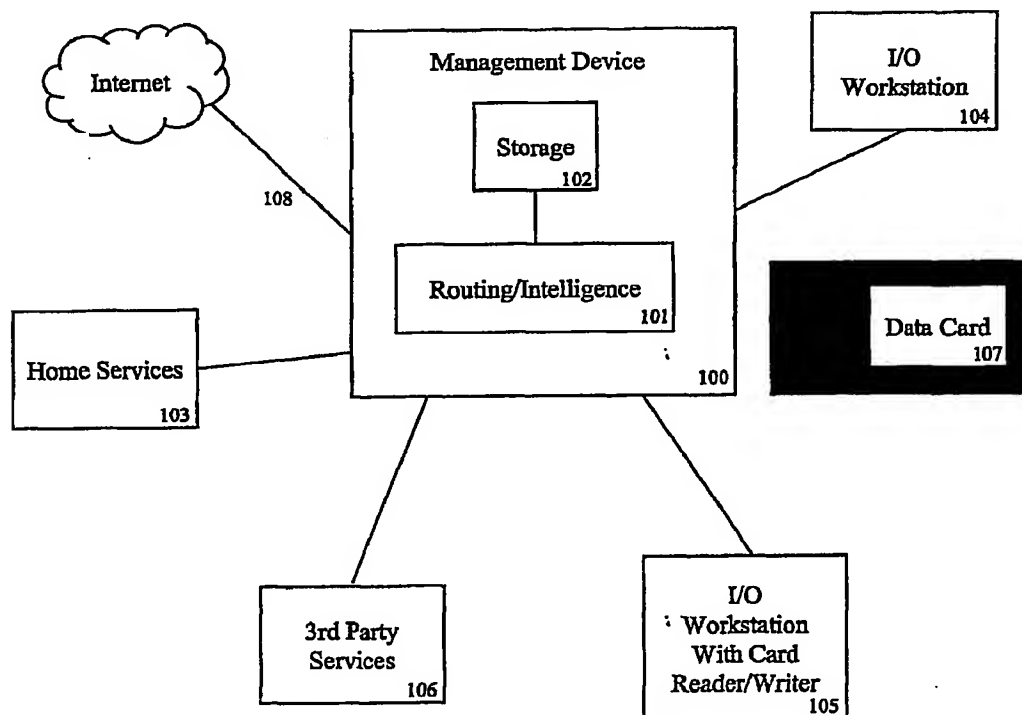 Internet
Management Device
I/O
Workstation
104
Storage
102
108
Routing/Intelligence
101
Data Card
107
Home Services
103
100
3rd Party
Services
106
I/O
Workstation
With Card
Reader/Writer
105